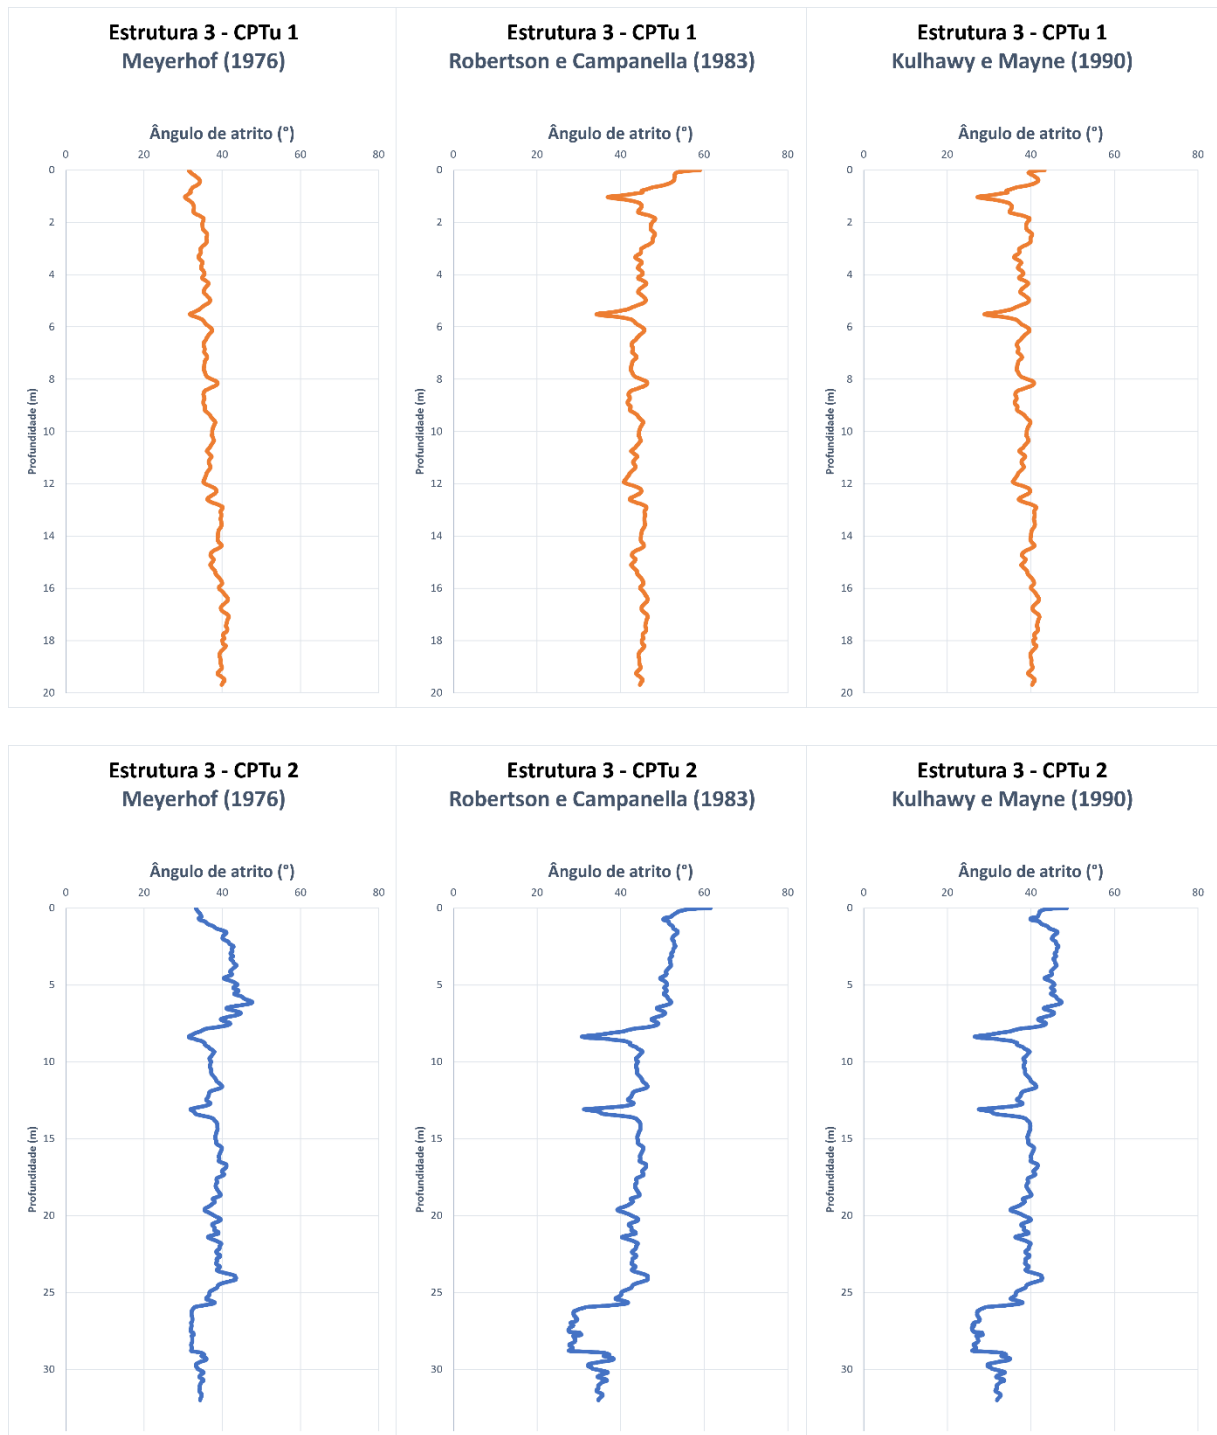 Estrutura 3 - CPTu 1
Meyerhof (1976)
Ângulo de atrito (°)
0 20 40 60 80
0
2
4
6
8
10
12
14
16
18
20
Profundidade (m)
Estrutura 3 - CPTu 1
Robertson e Campanella (1983)
Ângulo de atrito (°)
0 20 40 60 80
0
2
4
6
8
10
12
14
16
18
20
Profundidade (m)
Estrutura 3 - CPTu 1
Kulhawy e Mayne (1990)
Ângulo de atrito (°)
0 20 40 60 80
0
2
4
6
8
10
12
14
16
18
20
Profundidade (m)
Estrutura 3 - CPTu 2
Meyerhof (1976)
Ângulo de atrito (°)
0 20 40 60 80
0
5
10
15
20
25
30
Profundidade (m)
Estrutura 3 - CPTu 2
Robertson e Campanella (1983)
Ângulo de atrito (°)
0 20 40 60 80
0
5
10
15
20
25
30
Profundidade (m)
Estrutura 3 - CPTu 2
Kulhawy e Mayne (1990)
Ângulo de atrito (°)
0 20 40 60 80
0
5
10
15
20
25
30
Profundidade (m)